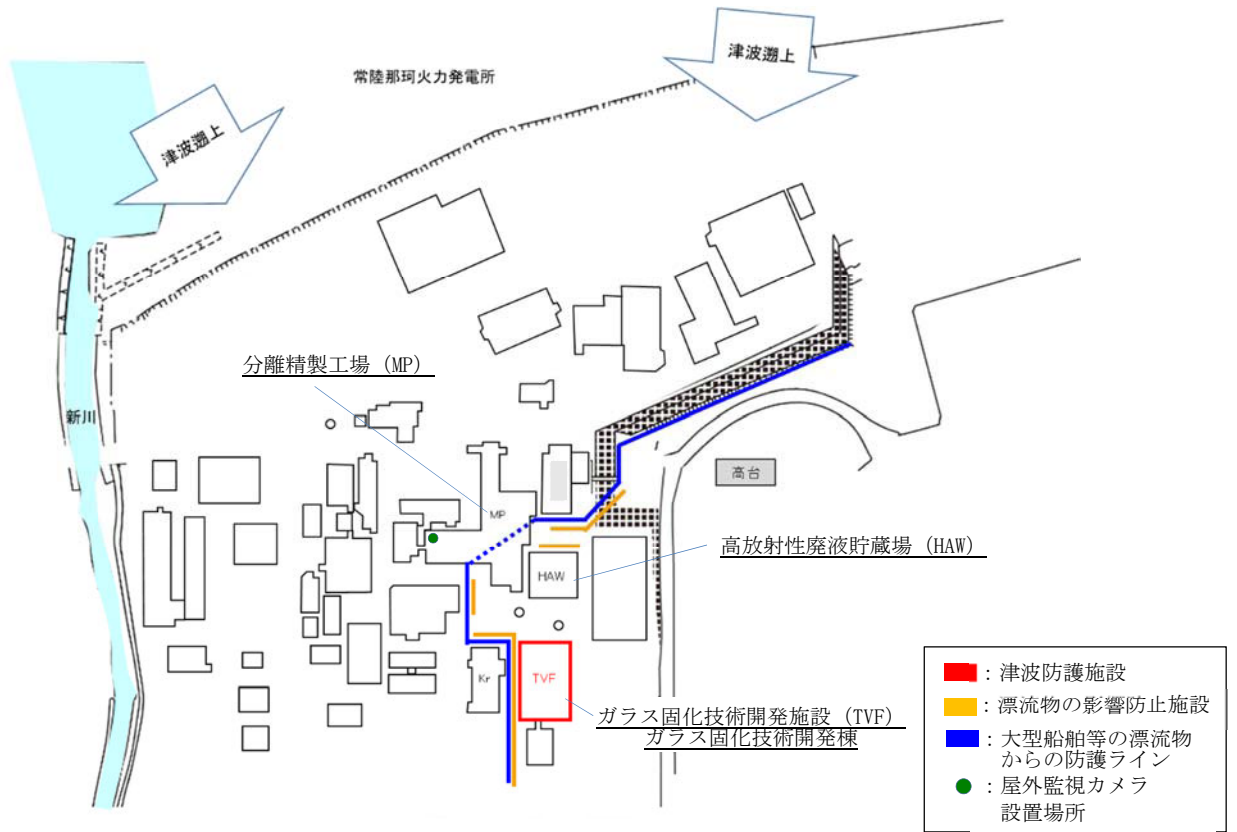 津波遡上
常陸那珂火力発電所
津波遡上
分離精製工場 (MP)
新川
高台
MP
高放射性廃液貯蔵場 (HAW)
HAW
Kr
TVF
ガラス固化技術開発施設 (TVF)
ガラス固化技術開発棟
：津波防護施設
：漂流物の影響防止施設
：大型船舶等の漂流物
からの防護ライン
：屋外監視カメラ
設置場所